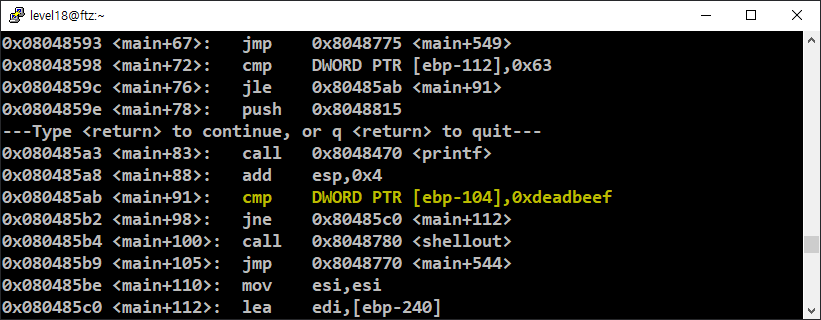 level18@ftz:~
0x08048593 <main+67>: jmp 0x8048775 <main+549>
0x08048598 <main+72>: cmp DWORD PTR [ebp-112],0x63
0x0804859c <main+76>: jle 0x80485ab <main+91>
0x0804859e <main+78>: push 0x8048815
---Type <return> to continue, or q <return> to quit---
0x080485a3 <main+83>: call 0x8048470 <printf>
0x080485a8 <main+88>: add esp,0x4
0x080485ab <main+91>: cmp DWORD PTR [ebp-104],0xdeadbeef
0x080485b2 <main+98>: jne 0x80485c0 <main+112>
0x080485b4 <main+100>: call 0x8048780 <shellout>
0x080485b9 <main+105>: jmp 0x8048770 <main+544>
0x080485be <main+110>: mov esi,esi
0x080485c0 <main+112>: lea edi,[ebp-240]